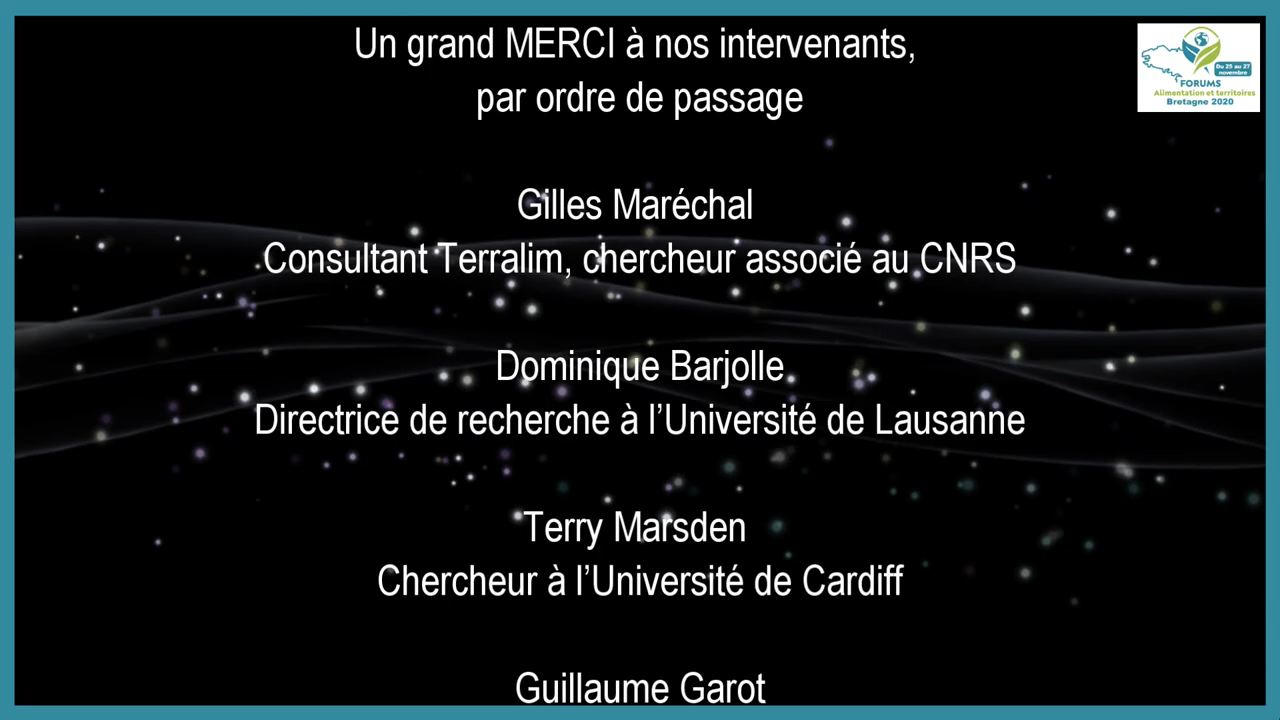 Un grand MERCI à nos intervenants,
par ordre de passage
Du 25 au 27
novembre
FORUMS
Alimentation et territoires
Bretagne 2020
Gilles Maréchal
Consultant Terralim, chercheur associé au CNRS
Dominique Barjolle
Directrice de recherche à l’Université de Lausanne
Terry Marsden
Chercheur à l’Université de Cardiff
Guillaume Garot